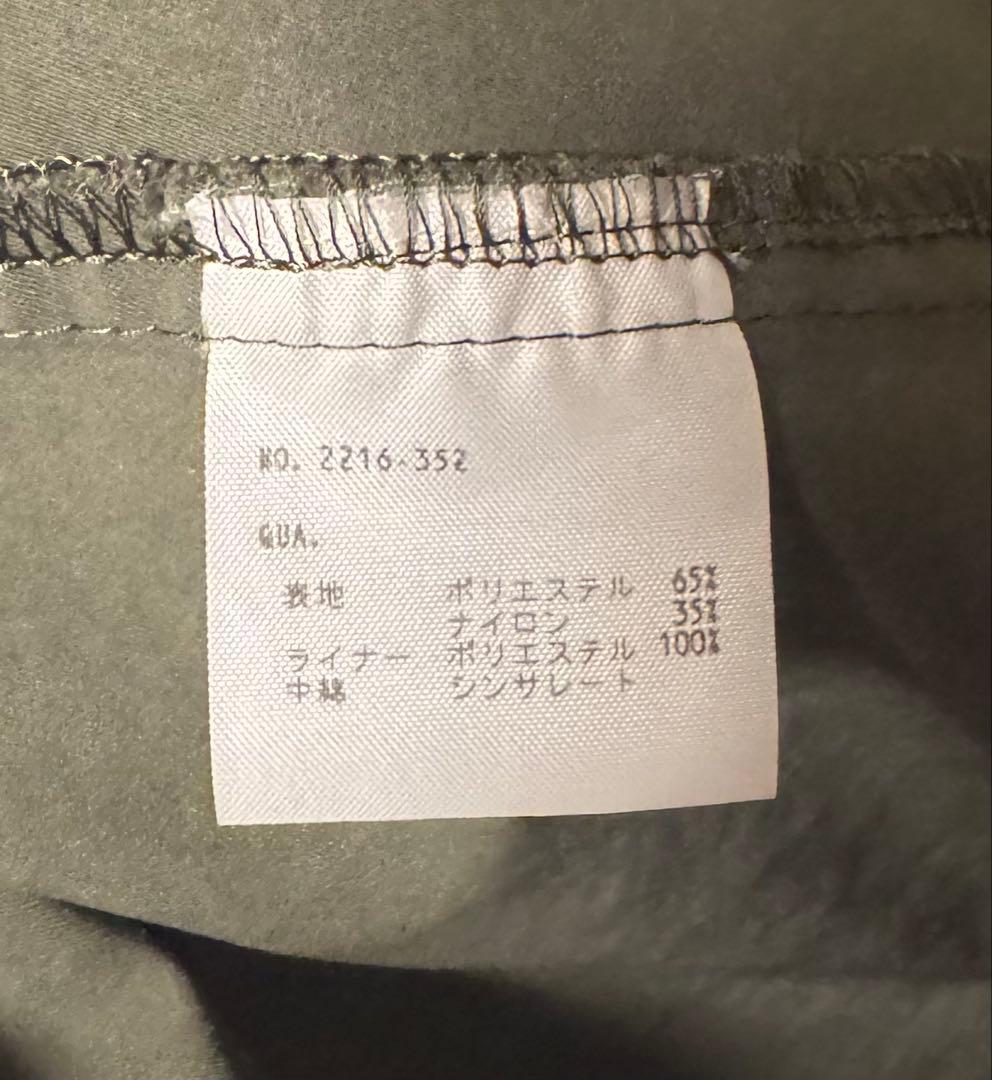 NO. 2216-352
QUA.
表地 ポリエステル 65%
ナイロン 35%
ライナー ポリエステル 100%
中綿 シンサレート